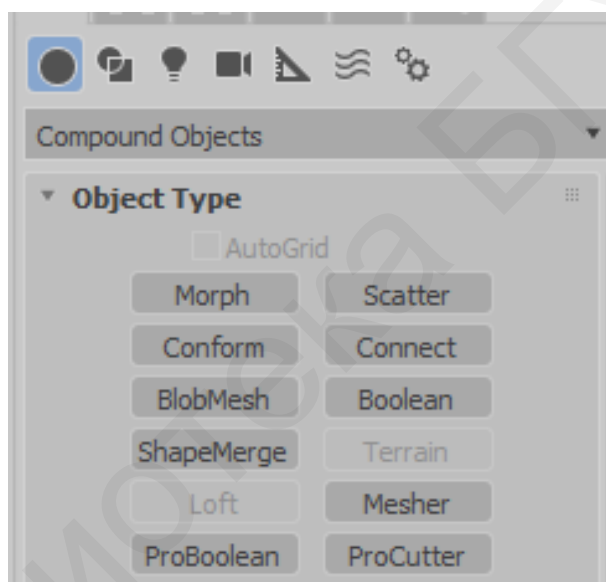 Compound Objects
Object Type
AutoGrid
Morph Scatter
Conform Connect
BlobMesh Boolean
ShapeMerge Terrain
Loft Mesher
ProBoolean ProCutter